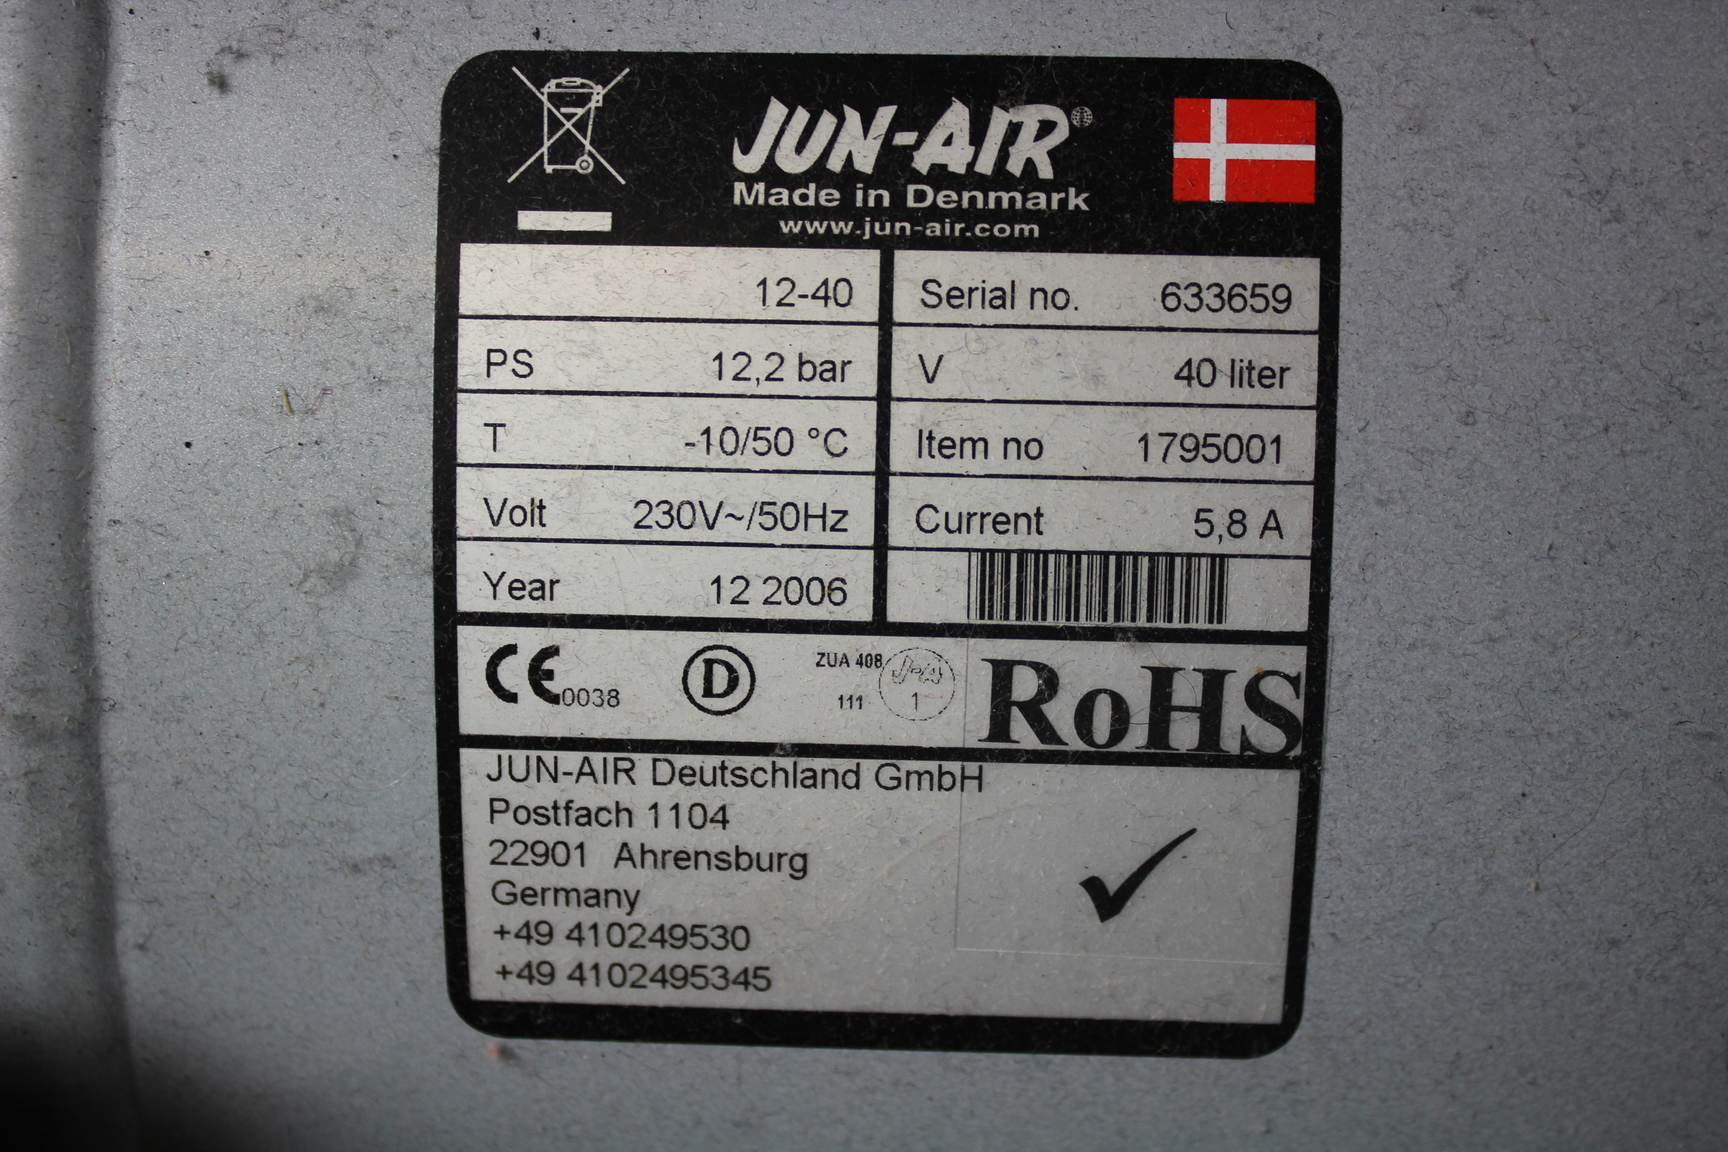 JUN-AIR®
Made in Denmark
www.jun-air.com
12-40 Serial no. 633659
PS 12,2 bar V 40 liter
T -10/50 °C Item no 1795001
Volt 230V~/50Hz Current 5,8 A
Year 12 2006
CE 0038 D ZUA 408 RoHS
111 1
JUN-AIR Deutschland GmbH
Postfach 1104
22901 Ahrensburg
Germany
+49 410249530
+49 4102495345